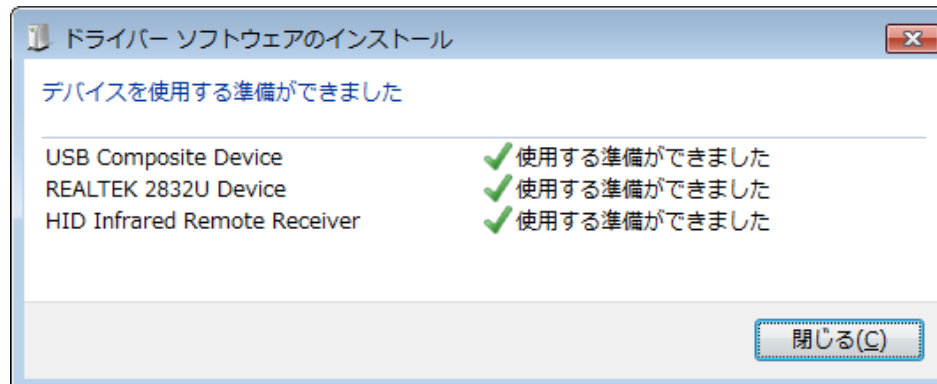 ドライバー ソフトウェアのインストール
デバイスを使用する準備ができました
USB Composite Device 使用する準備ができました
REALTEK 2832U Device 使用する準備ができました
HID Infrared Remote Receiver 使用する準備ができました
閉じる(C)